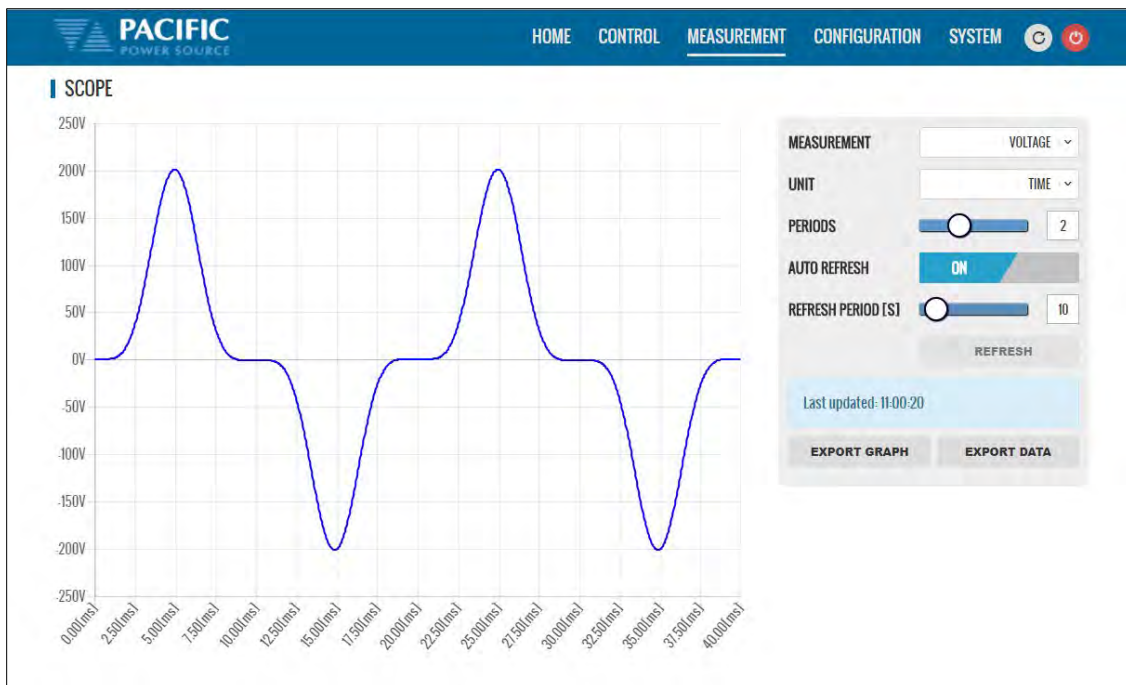 PACIFIC
POWER SOURCE
HOME CONTROL MEASUREMENT CONFIGURATION SYSTEM
SCOPE
250V
200V
150V
100V
50V
0V
-50V
-100V
-150V
-200V
-250V
0.00[ms] 2.50[ms] 5.00[ms] 7.50[ms] 10.00[ms] 12.50[ms] 15.00[ms] 17.50[ms] 20.00[ms] 22.50[ms] 25.00[ms] 27.50[ms] 30.00[ms] 32.50[ms] 35.00[ms] 37.50[ms] 40.00[ms]
MEASUREMENT VOLTAGE
UNIT TIME
PERIODS 2
AUTO REFRESH ON
REFRESH PERIOD [S] 10
REFRESH
Last updated: 11:00:20
EXPORT GRAPH EXPORT DATA